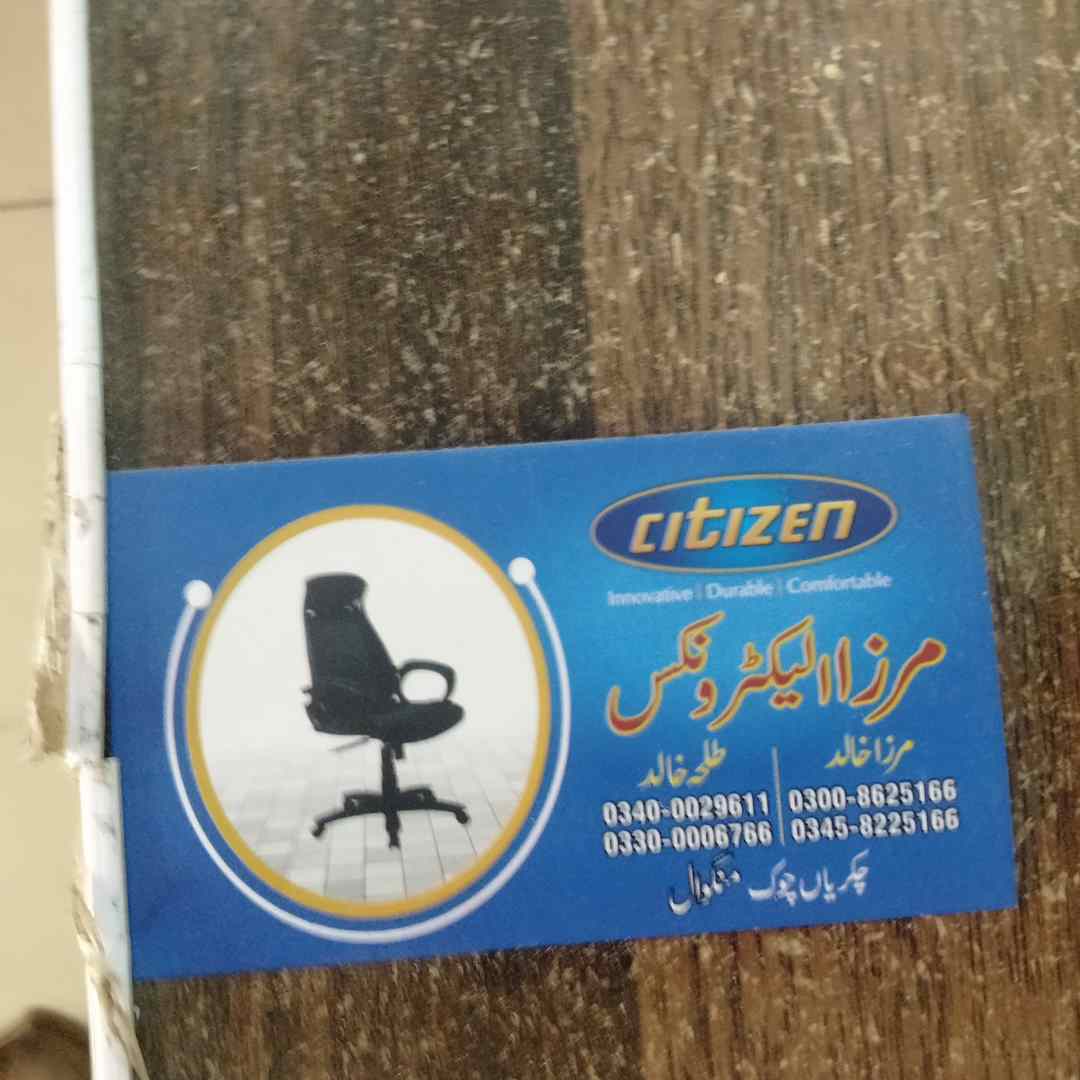 CITIZEN
Innovative | Durable | Comfortable
مرزا الیکٹرونکس
مرزا خالد
0300-8625166
0345-8225166
طلحہ خالد
0340-0029611
0330-0006766
چکریاں چوک منگووال